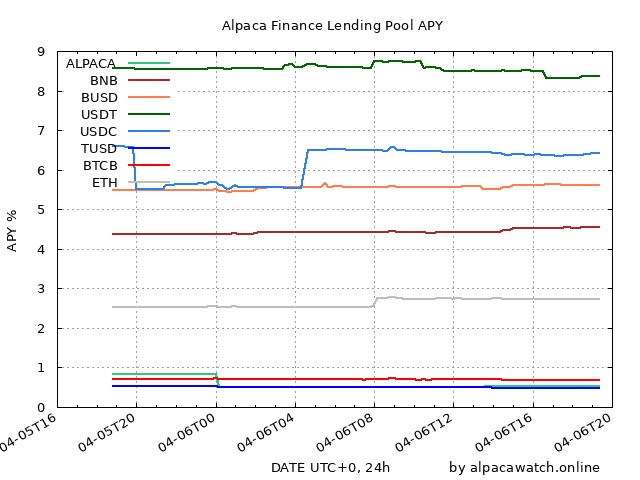 Alpaca Finance Lending Pool APY
9
8
7
6
5
4
3
2
1
0
APY %
ALPACA
BNB
BUSD
USDT
USDC
TUSD
BTCB
ETH
04-05T16
04-05T20
04-06T00
04-06T04
04-06T08
04-06T12
04-06T16
04-06T20
DATE UTC+0, 24h
by alpacawatch.online